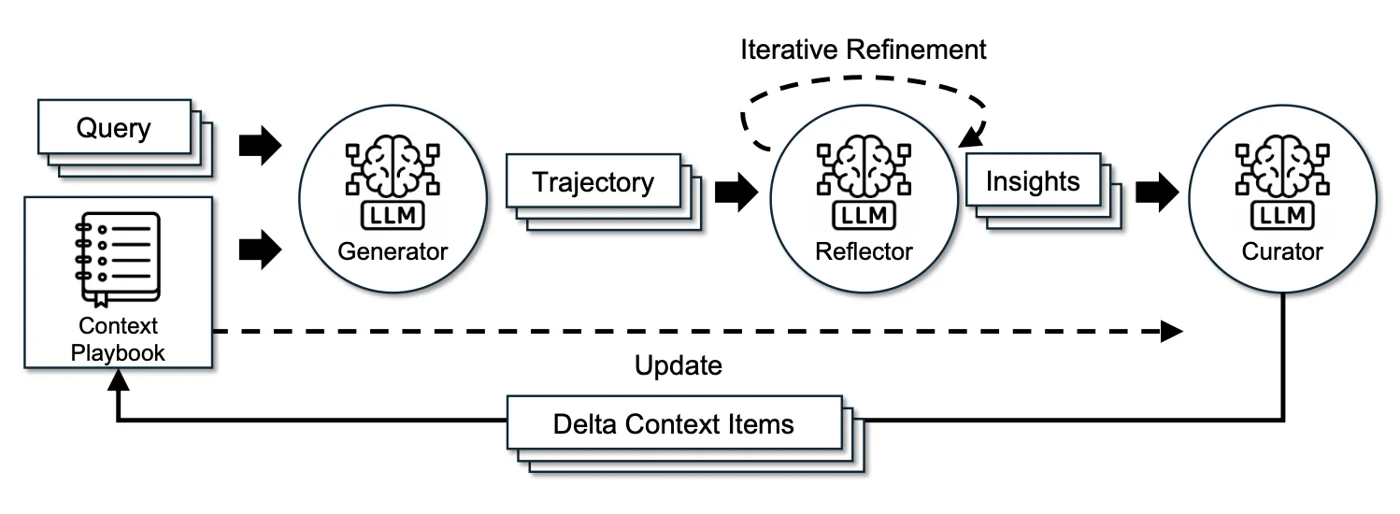 Iterative Refinement
Query
Trajectory
Insights
LLM
Generator
LLM
Reflector
LLM
Curator
Context
Playbook
Update
Delta Context Items